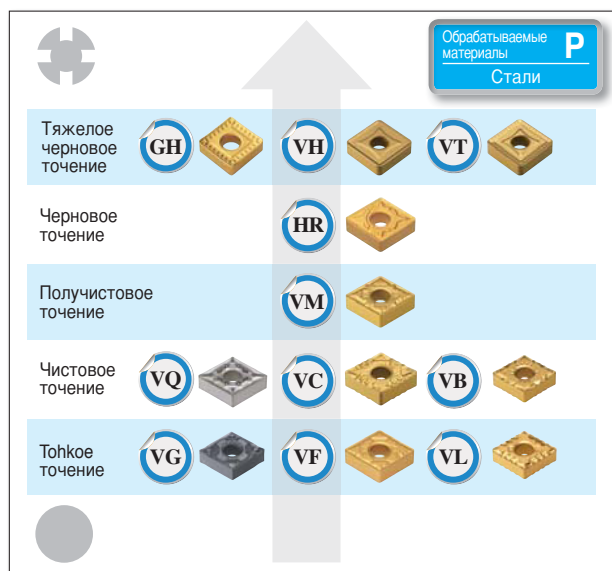 Обрабатываемые
материалы
P
Стали
Тяжелое
черновое
точение
GH
VH
VT
Черновое
точение
HR
Получистовое
точение
VM
Чистовое
точение
VQ
VC
VB
Tohkoe
точение
VG
VF
VL